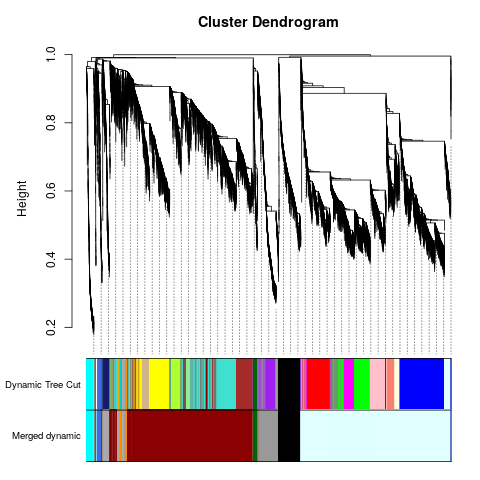 Cluster Dendrogram
Height
1.0
0.8
0.6
0.4
0.2
Dynamic Tree Cut
Merged dynamic